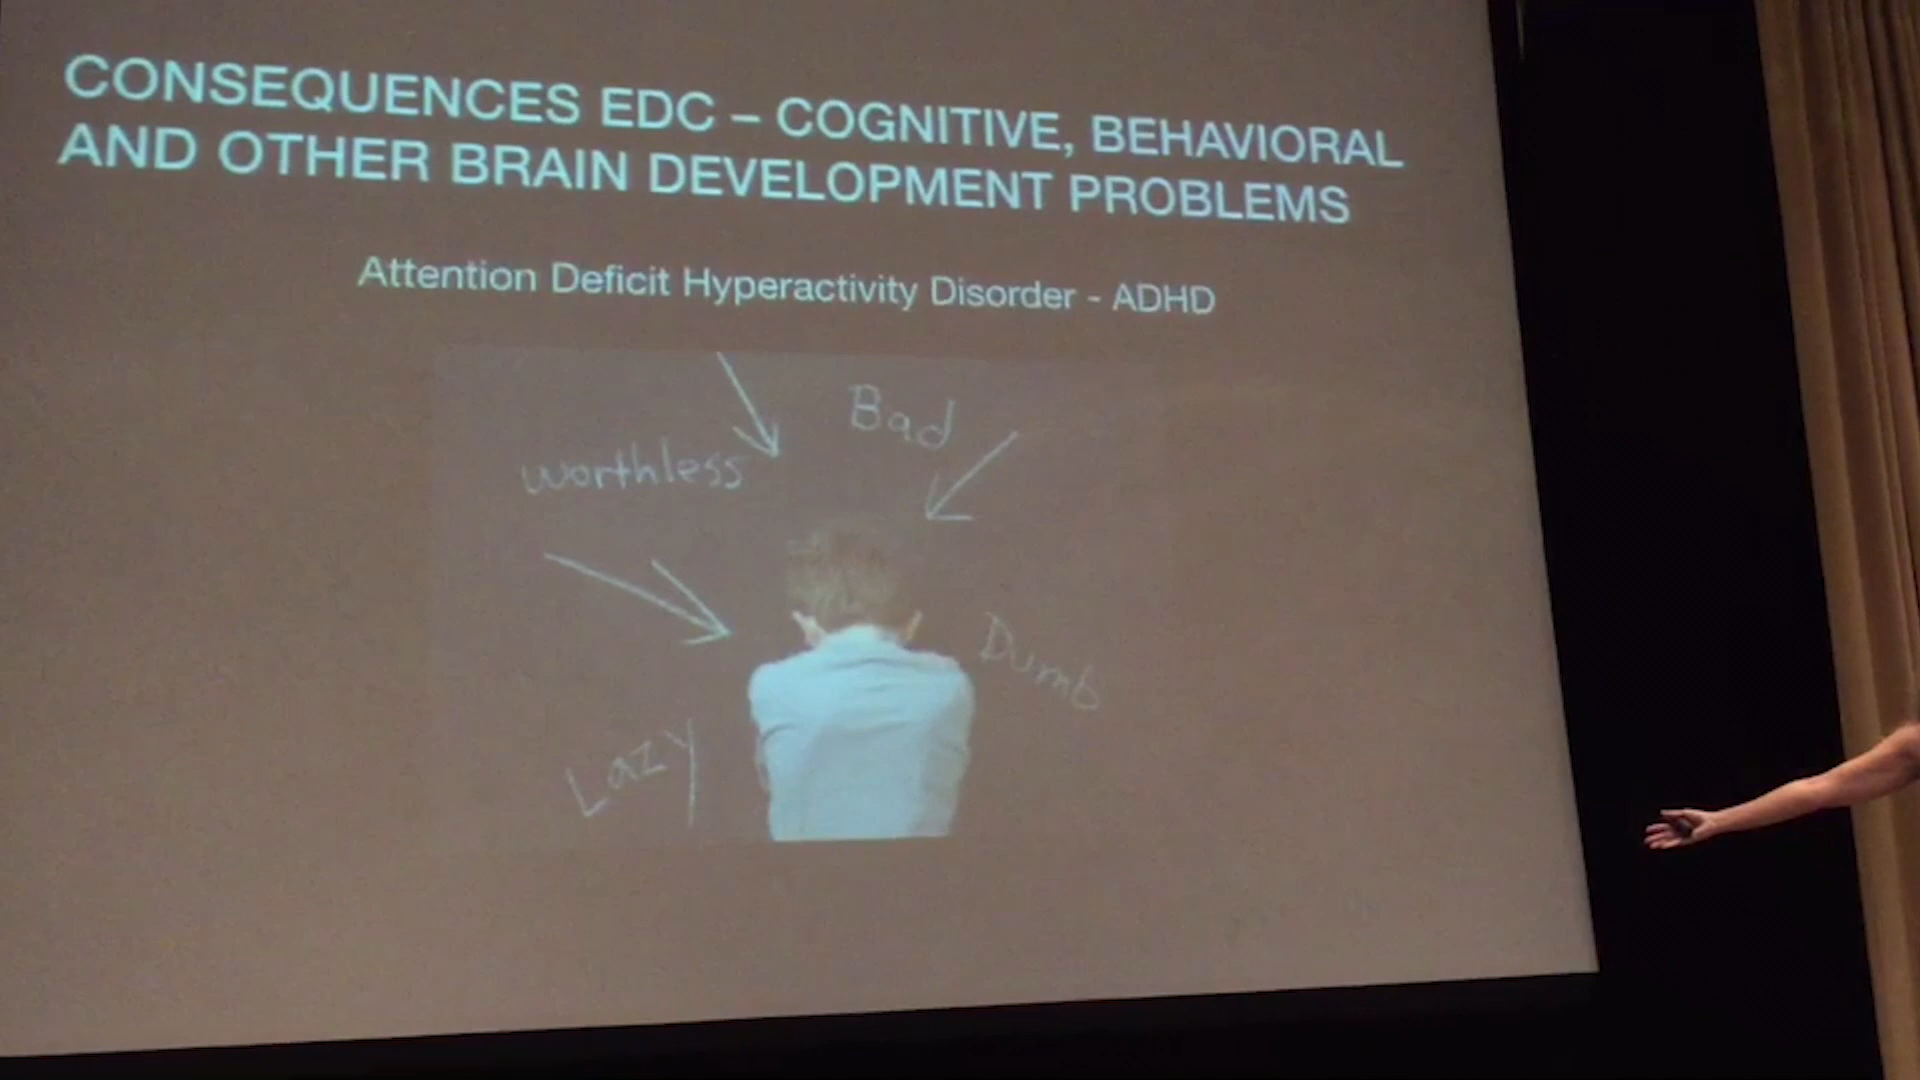 CONSEQUENCES EDC – COGNITIVE, BEHAVIORAL
AND OTHER BRAIN DEVELOPMENT PROBLEMS
Attention Deficit Hyperactivity Disorder - ADHD
Bad
worthless
Dumb
Lazy